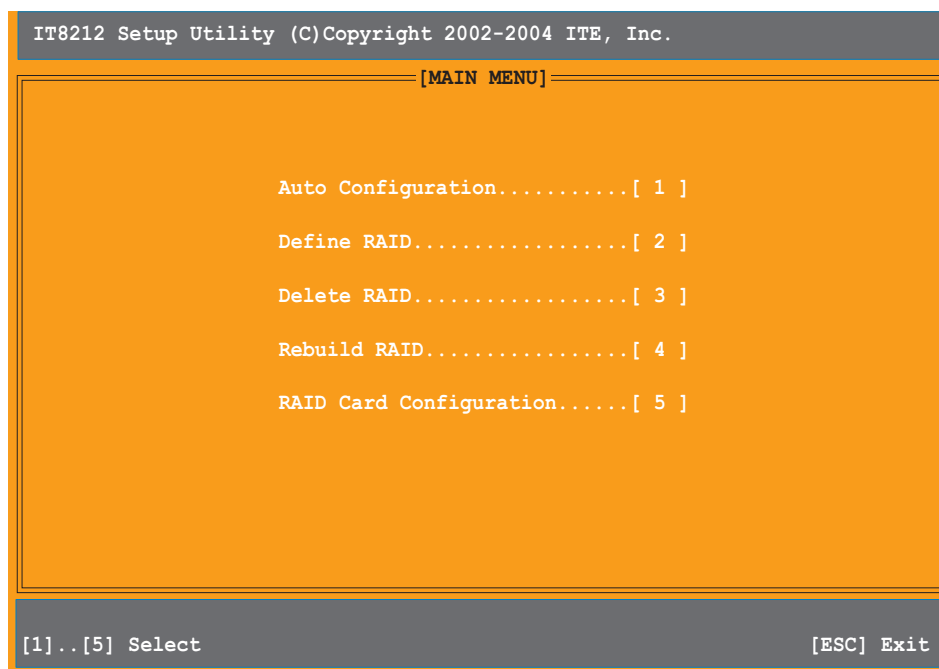 IT8212 Setup Utility (C)Copyright 2002-2004 ITE, Inc.
[MAIN MENU]
Auto Configuration...........[ 1 ]
Define RAID..................[ 2 ]
Delete RAID..................[ 3 ]
Rebuild RAID.................[ 4 ]
RAID Card Configuration......[ 5 ]
[1]..[5] Select [ESC] Exit